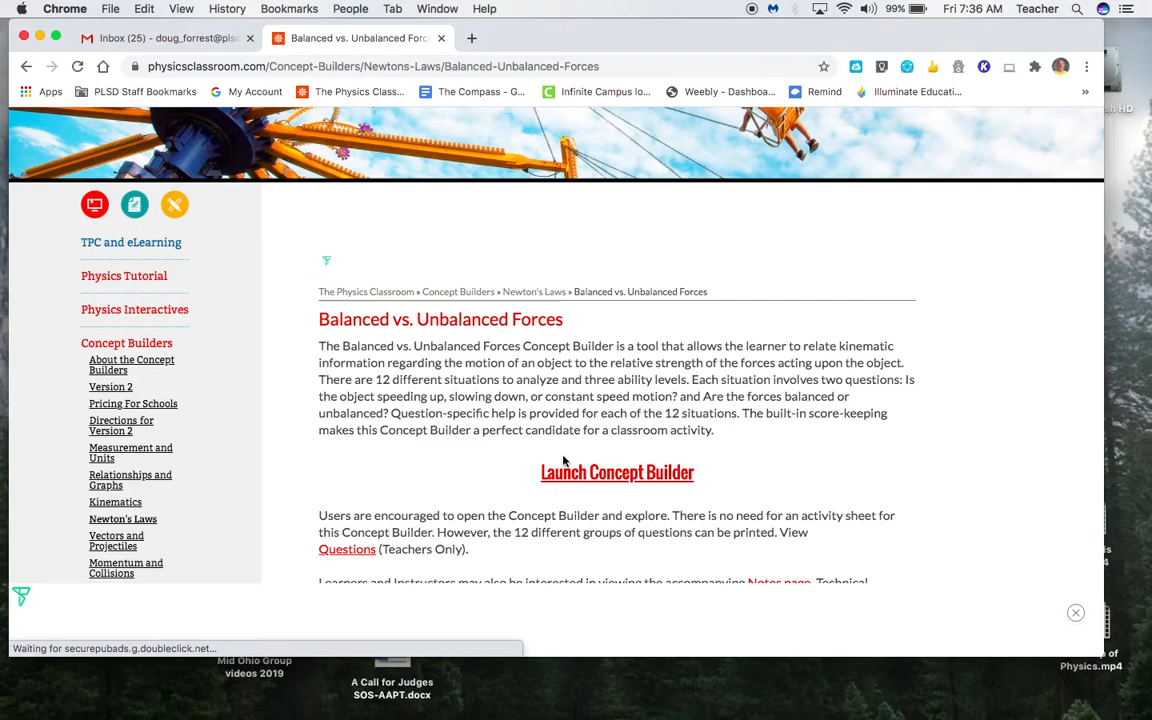 Chrome File Edit View History Bookmarks People Tab Window Help 99% Fri 7:36 AM Teacher
Inbox (25) - doug_forrest@pls
Balanced vs. Unbalanced Forc
physicsclassroom.com/Concept-Builders/Newtons-Laws/Balanced-Unbalanced-Forces
Apps PLSD Staff Bookmarks My Account The Physics Class... The Compass - G... Infinite Campus lo... Weebly - Dashboa... Remind Illuminate Educati... »
TPC and eLearning
Physics Tutorial
Physics Interactives
Concept Builders
About the Concept
Builders
Version 2
Pricing For Schools
Directions for
Version 2
Measurement and
Units
Relationships and
Graphs
Kinematics
Newton's Laws
Vectors and
Projectiles
Momentum and
Collisions
The Physics Classroom » Concept Builders » Newton's Laws » Balanced vs. Unbalanced Forces
Balanced vs. Unbalanced Forces
The Balanced vs. Unbalanced Forces Concept Builder is a tool that allows the learner to relate kinematic
information regarding the motion of an object to the relative strength of the forces acting upon the object.
There are 12 different situations to analyze and three ability levels. Each situation involves two questions: Is
the object speeding up, slowing down, or constant speed motion? and Are the forces balanced or
unbalanced? Question-specific help is provided for each of the 12 situations. The built-in score-keeping
makes this Concept Builder a perfect candidate for a classroom activity.
Launch Concept Builder
Users are encouraged to open the Concept Builder and explore. There is no need for an activity sheet for
this Concept Builder. However, the 12 different groups of questions can be printed. View
Questions (Teachers Only).
Learners and Instructors may also be interested in viewing the accompanying Notes page. Technical
Waiting for securepubads.g.doubleclick.net...
Mid Ohio Group
videos 2019
A Call for Judges
SOS-AAPT.docx
sh HD
is
4
e of
Physics.mp4